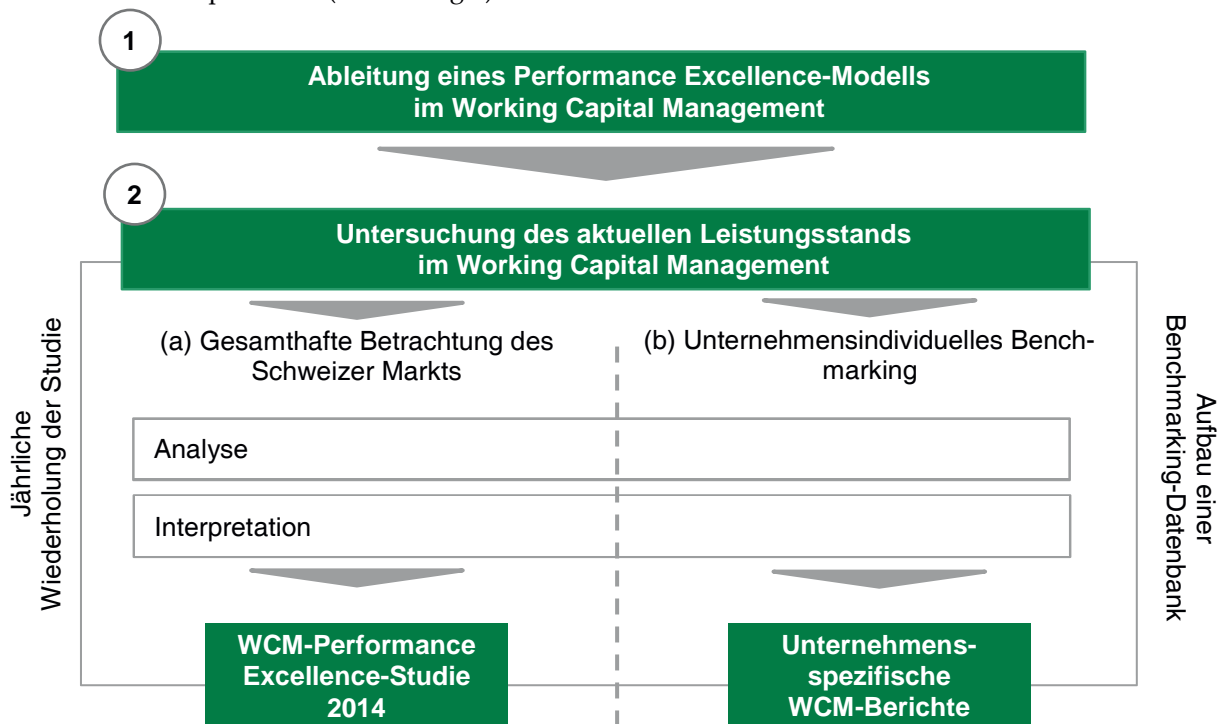 1
Ableitung eines Performance Excellence-Modells
im Working Capital Management
2
Untersuchung des aktuellen Leistungsstands
im Working Capital Management
Jährliche
Wiederholung der Studie
(a) Gesamthafte Betrachtung des
Schweizer Markts
(b) Unternehmensindividuelles Bench-
marking
Aufbau einer
Benchmarking-Datenbank
Analyse
Interpretation
WCM-Performance
Excellence-Studie
2014
Unternehmens-
spezifische
WCM-Berichte